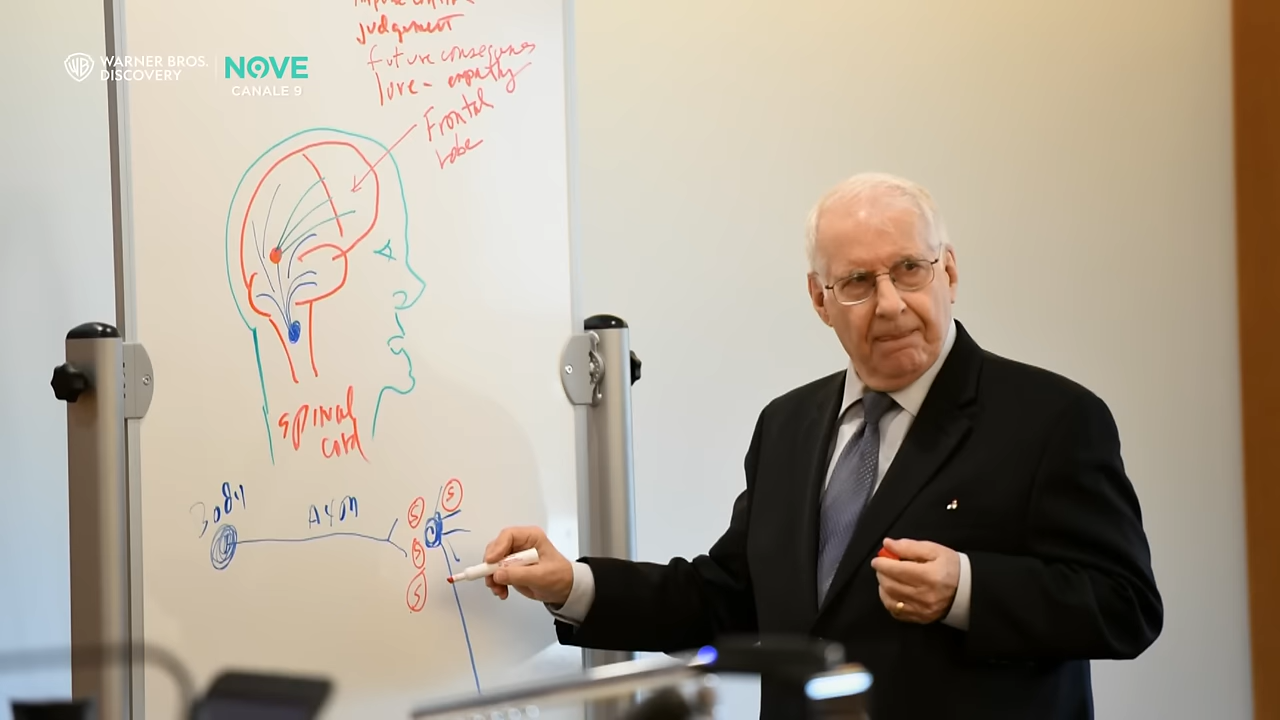 judgement
future consequences
love - empathy
Frontal
Lobe
WARNER BROS.
DISCOVERY
NOVE
CANALE 9
spinal
cord
Body
Axon
S
S
S
S